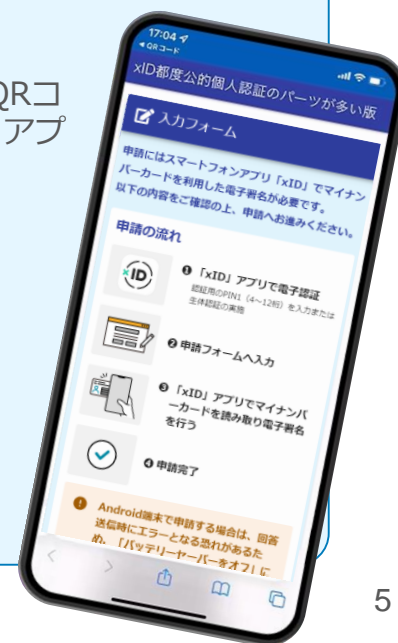 QRコ
アプ
17:04
◀ QRコード
xID都度公的個人認証のパーツが多い版
入力フォーム
申請にはスマートフォンアプリ「xID」でマイナン
バーカードを利用した電子署名が必要です。
以下の内容をご確認の上、申請へお進みください。
申請の流れ
xID
❶ 「xID」アプリで電子認証
認証用のPIN1(4~12桁)を入力または
生体認証の実施
❷ 申請フォームへ入力
❸ 「xID」アプリでマイナンバ
ーカードを読み取り電子署名
を行う
❹ 申請完了
Android端末で申請する場合は、回答
送信時にエラーとなる恐れがあるた
め、「バッテリーセーバーをオフ」に
5